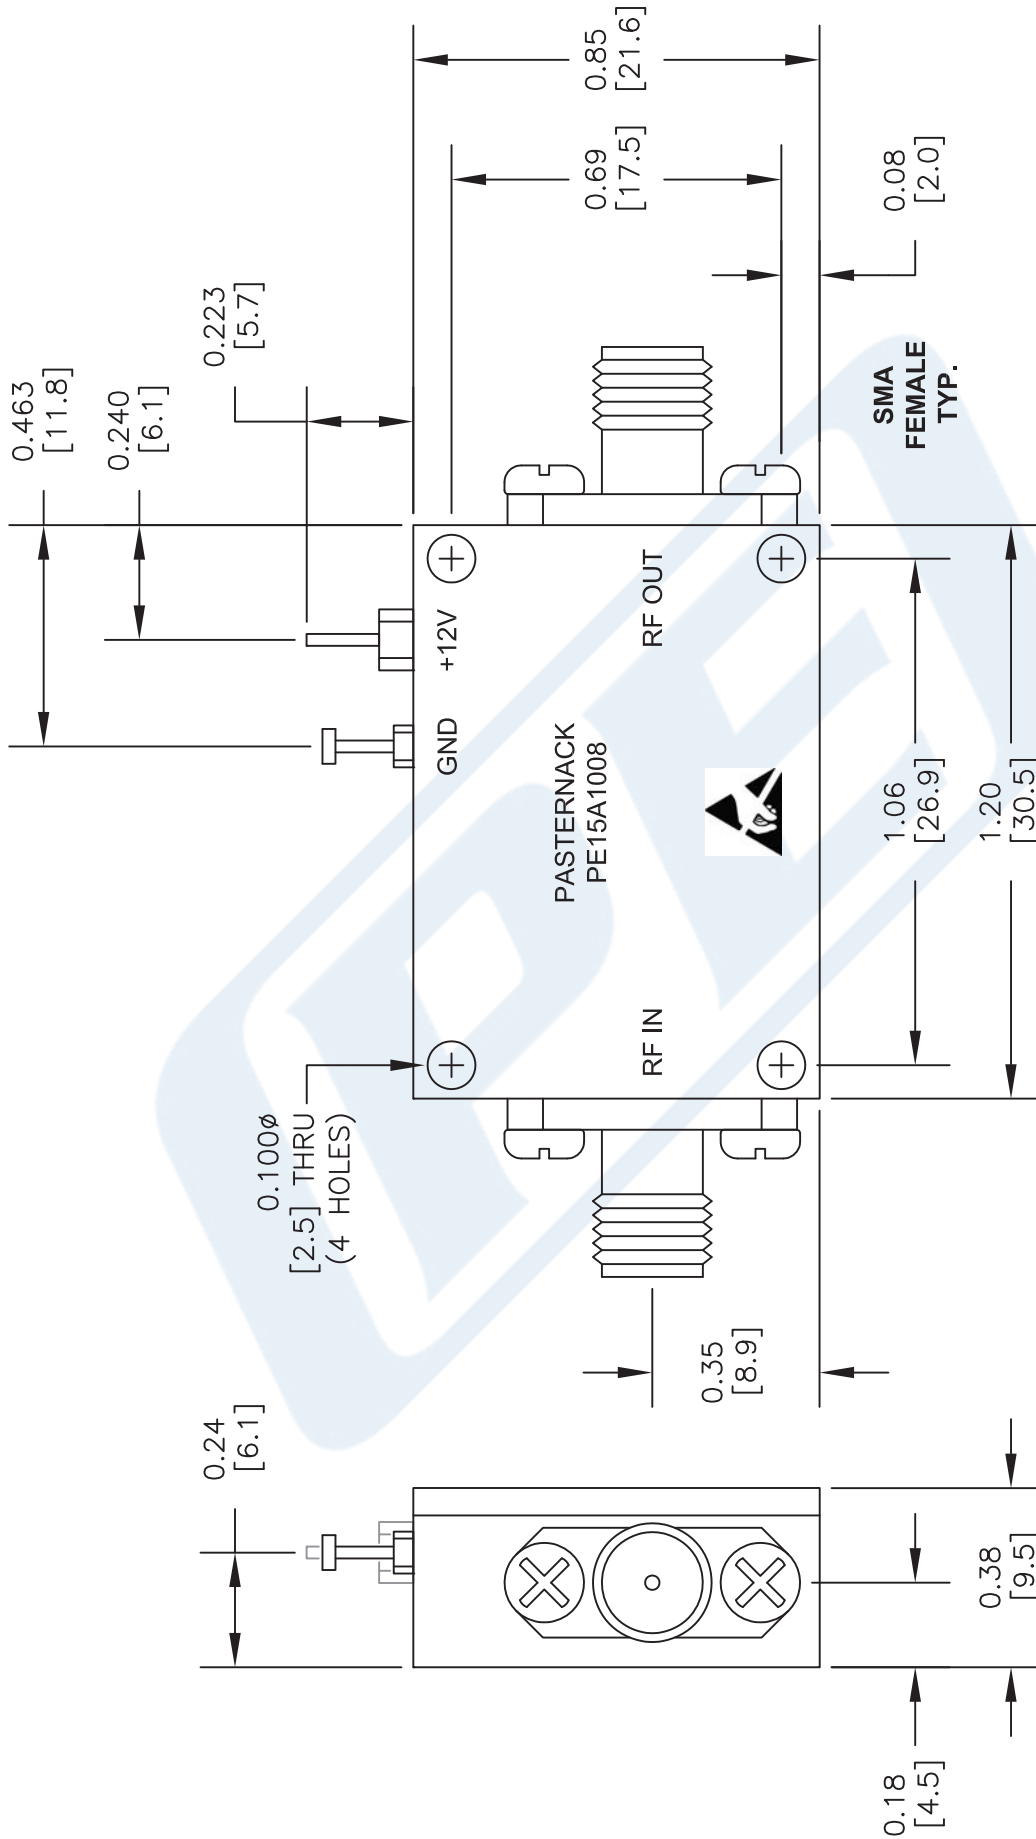 0.463
[11.8]
0.240
[6.1]
0.223
[5.7]
0.85
[21.6]
0.69
[17.5]
0.08
[2.0]
SMA
FEMALE
TYP.
+12V
GND
RF OUT
PASTERNACK
PE15A1008
RF IN
1.06
[26.9]
1.20
[30.5]
0.100ø
[2.5] THRU
(4 HOLES)
0.35
[8.9]
0.24
[6.1]
0.38
[9.5]
0.18
[4.5]
PE